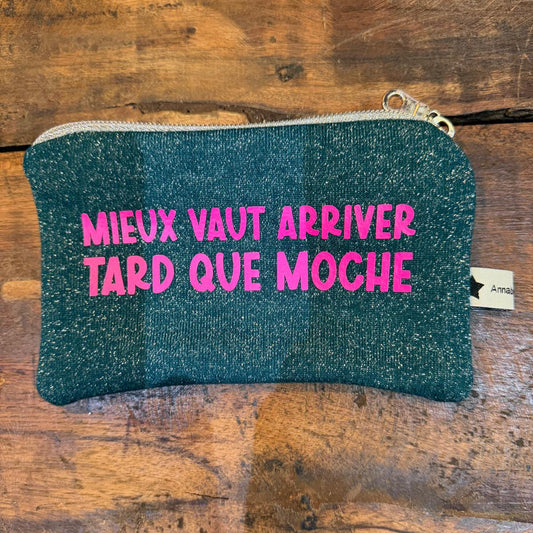 MIEUX VAUT ARRIVER
TARD QUE MOCHE